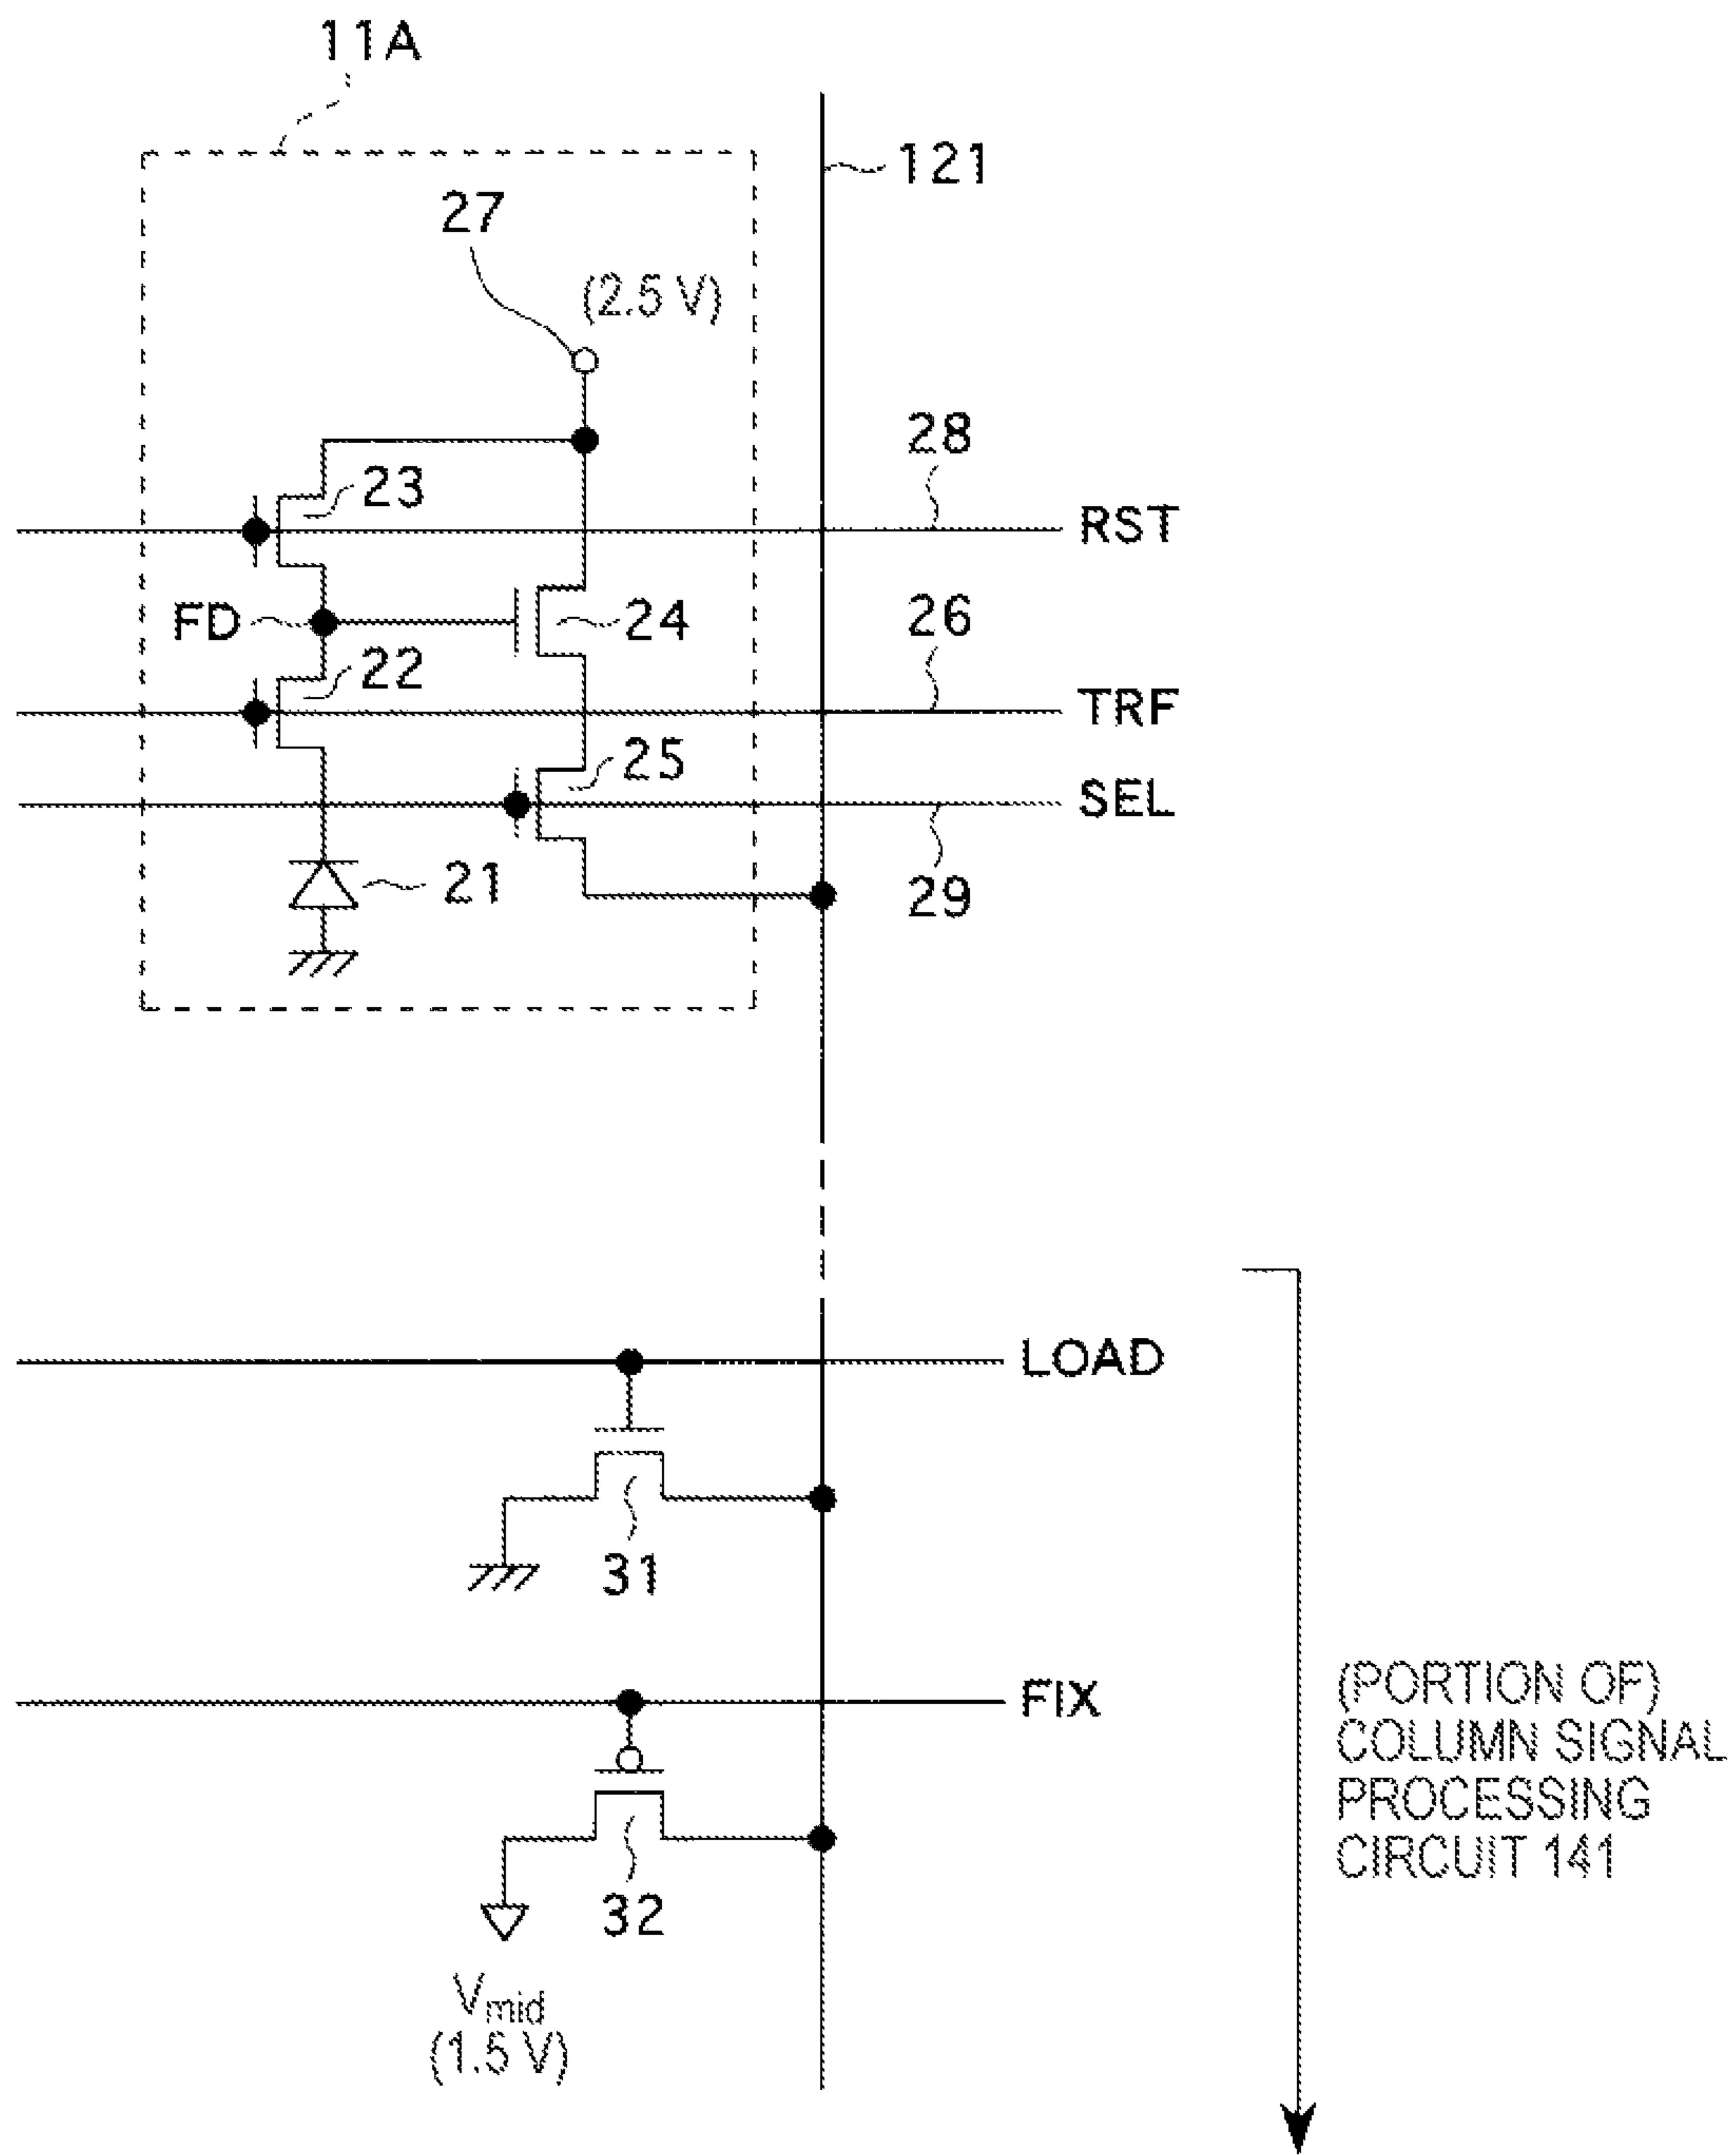 11A
121
27
(2.5 V)
28
23
RST
FD
24
26
22
TRF
25
SEL
21
29
LOAD
31
FIX
(PORTION OF)
COLUMN SIGNAL
PROCESSING
CIRCUIT 141
32
Vmid
(1.5 V)